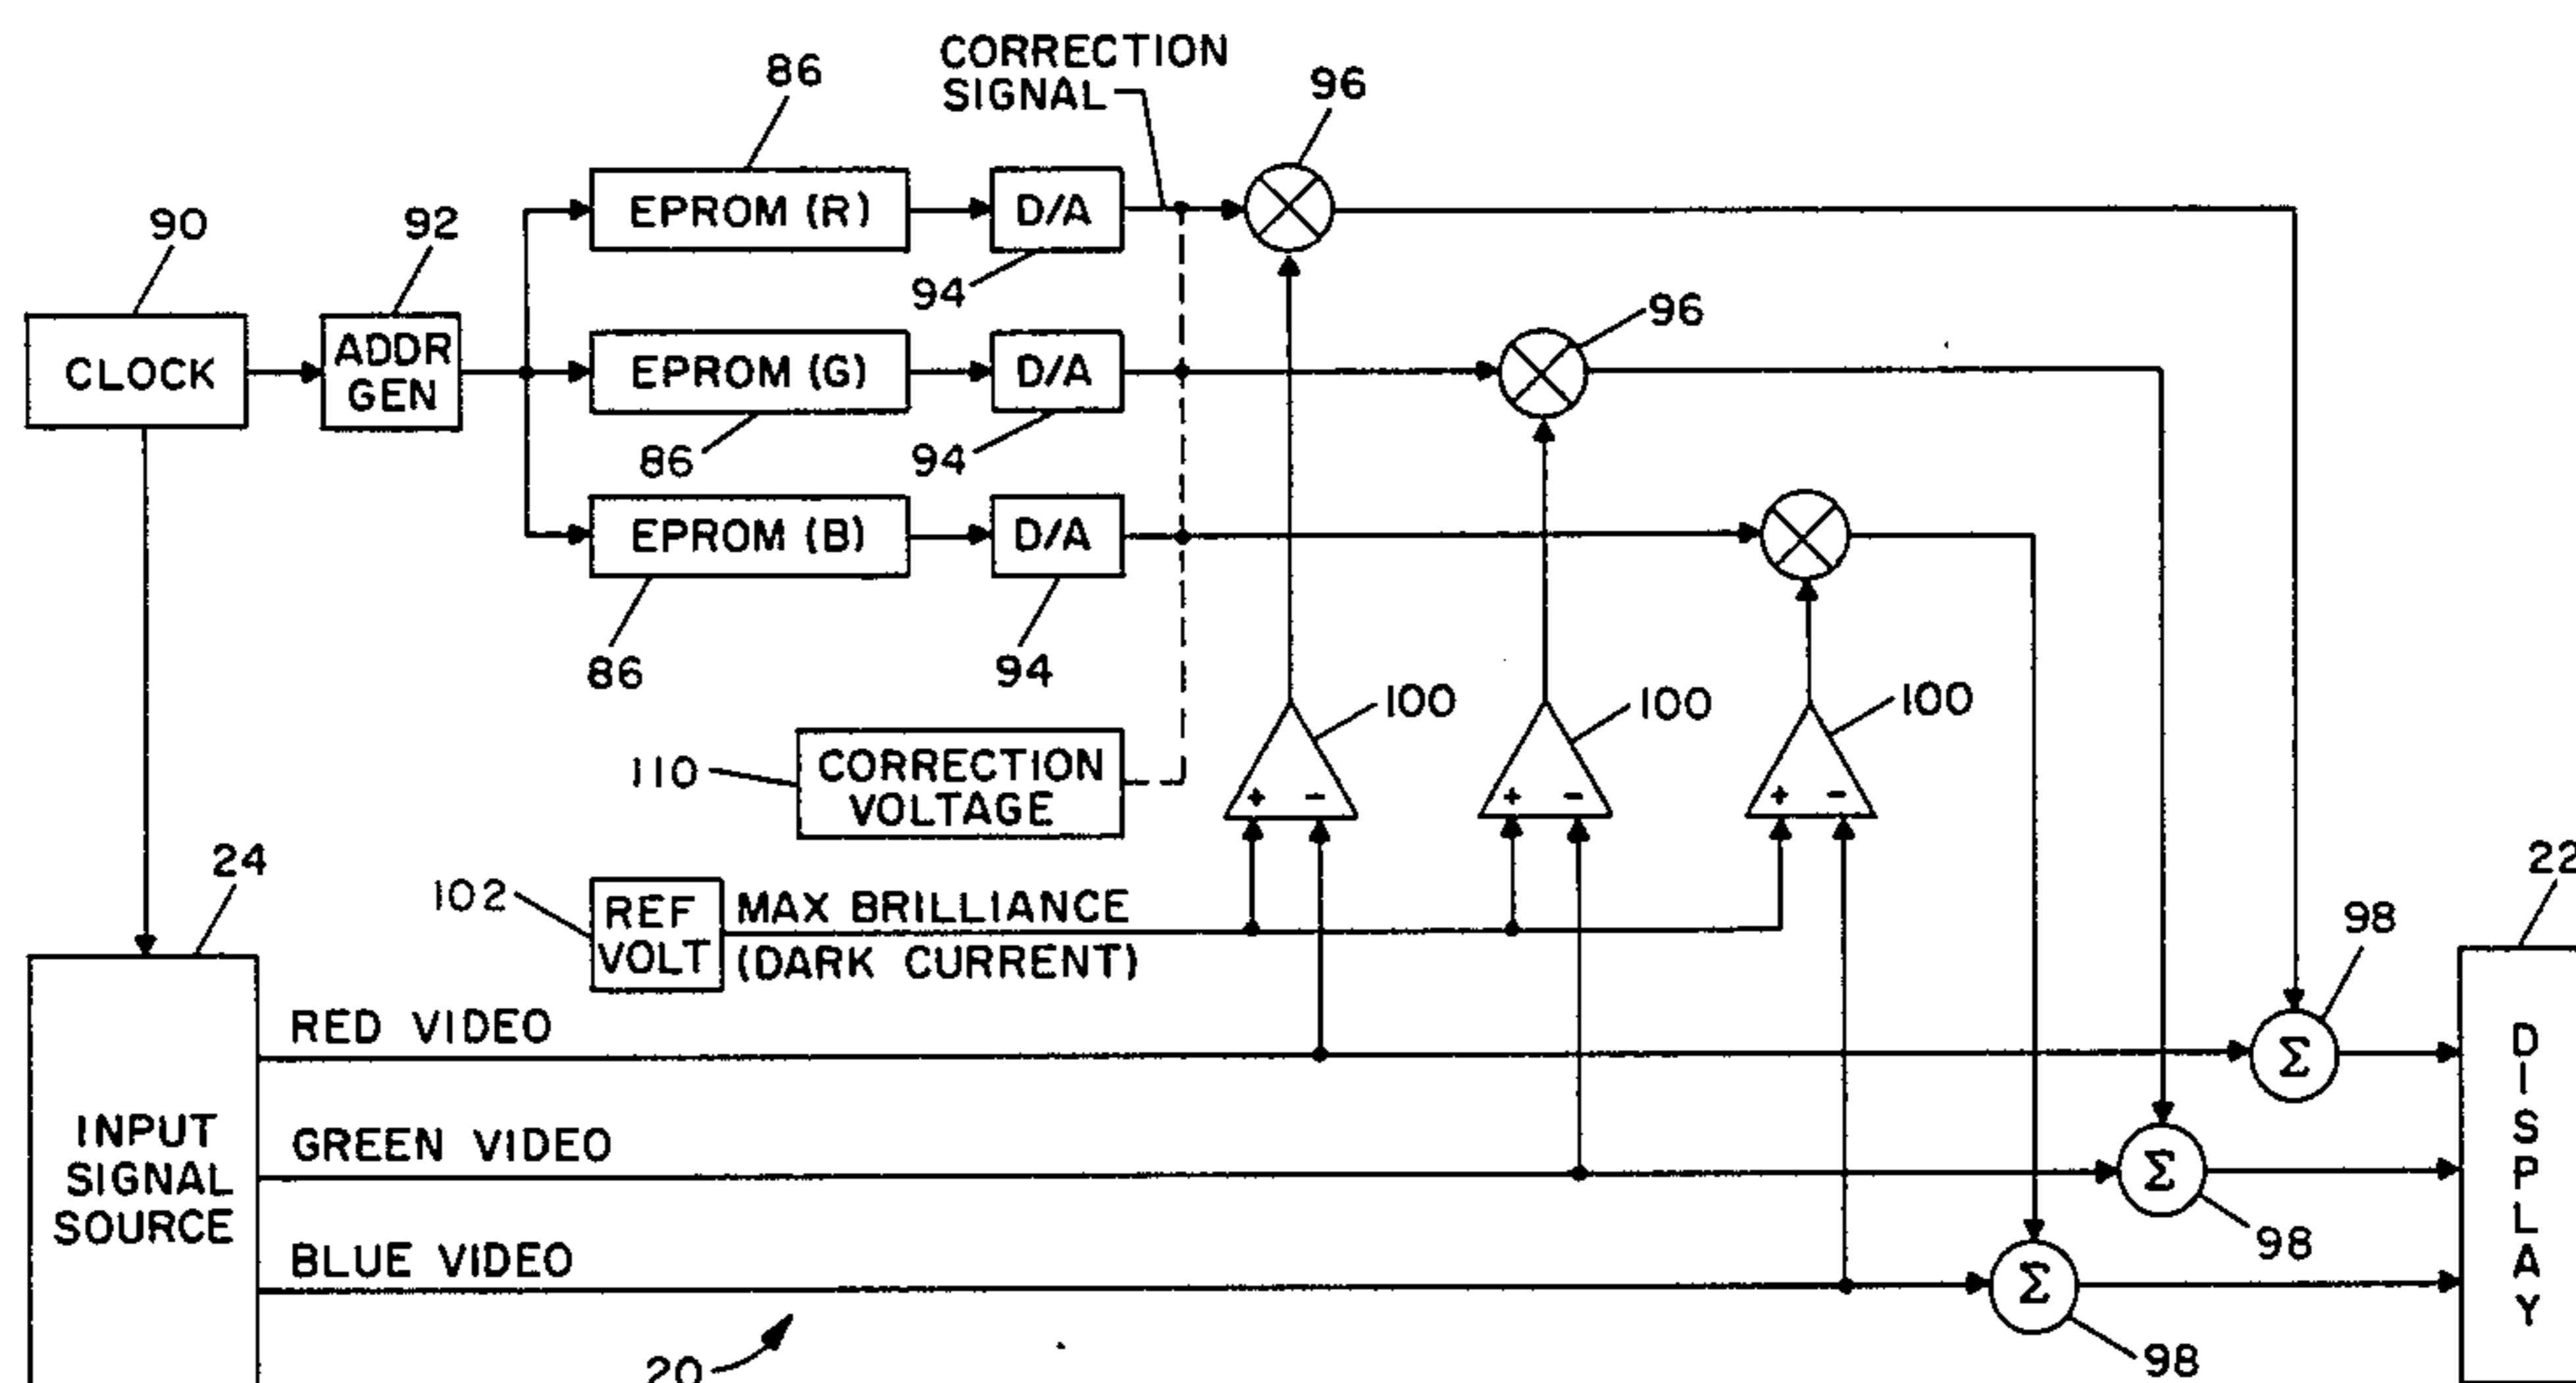 CORRECTION
SIGNAL
86
96
90
92
EPROM (R)
D/A
94
96
CLOCK
ADDR
GEN
EPROM (G)
D/A
86
94
EPROM (B)
D/A
86
94
100
100
100
110
CORRECTION
VOLTAGE
+ -
+ -
+ -
24
22
102
REF
VOLT
MAX BRILLIANCE
(DARK CURRENT)
98
RED VIDEO
Σ
DISPLAY
INPUT
SIGNAL
SOURCE
GREEN VIDEO
Σ
98
BLUE VIDEO
Σ
98
20